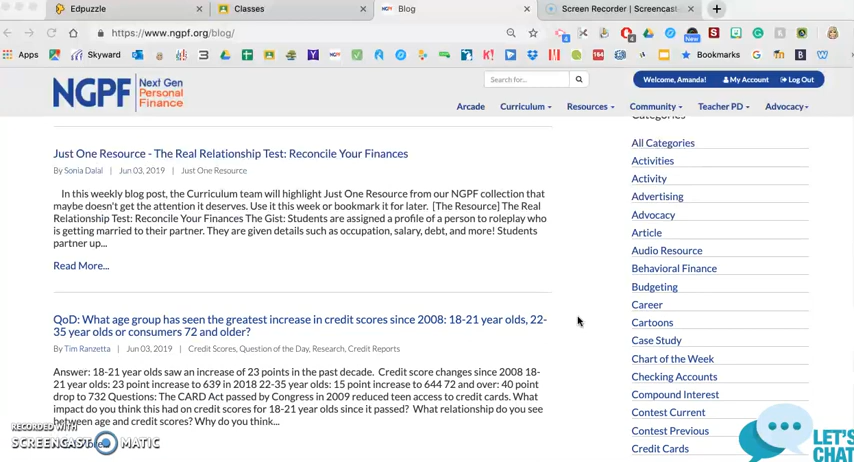 Edpuzzle
Classes
Blog
Screen Recorder | Screencast
https://www.ngpf.org/blog/
Apps
Skyward
Bookmarks
NGPF Next Gen Personal Finance
Search for...
Welcome, Amanda!
My Account
Log Out
Arcade
Curriculum
Resources
Community
Teacher PD
Advocacy
Just One Resource - The Real Relationship Test: Reconcile Your Finances
By Sonia Dalal | Jun 03, 2019 | Just One Resource
In this weekly blog post, the Curriculum team will highlight Just One Resource from our NGPF collection that
maybe doesn't get the attention it deserves. Use it this week or bookmark it for later. [The Resource] The Real
Relationship Test: Reconcile Your Finances The Gist: Students are assigned a profile of a person to roleplay who
is getting married to their partner. They are given details such as occupation, salary, debt, and more! Students
partner up...
Read More...
QoD: What age group has seen the greatest increase in credit scores since 2008: 18-21 year olds, 22-
35 year olds or consumers 72 and older?
By Tim Ranzetta | Jun 03, 2019 | Credit Scores, Question of the Day, Research, Credit Reports
Answer: 18-21 year olds saw an increase of 23 points in the past decade. Credit score changes since 2008 18-
21 year olds: 23 point increase to 639 in 2018 22-35 year olds: 15 point increase to 644 72 and over: 40 point
drop to 732 Questions: The CARD Act passed by Congress in 2009 reduced teen access to credit cards. What
impact do you think this had on credit scores for 18-21 year olds since it passed? What relationship do you see
between age and credit scores? Why do you think...
Categories
All Categories
Activities
Activity
Advertising
Advocacy
Article
Audio Resource
Behavioral Finance
Budgeting
Career
Cartoons
Case Study
Chart of the Week
Checking Accounts
Compound Interest
Contest Current
Contest Previous
Credit Cards
RECORDED WITH
SCREENCAST MATIC
LET'S
CHAT